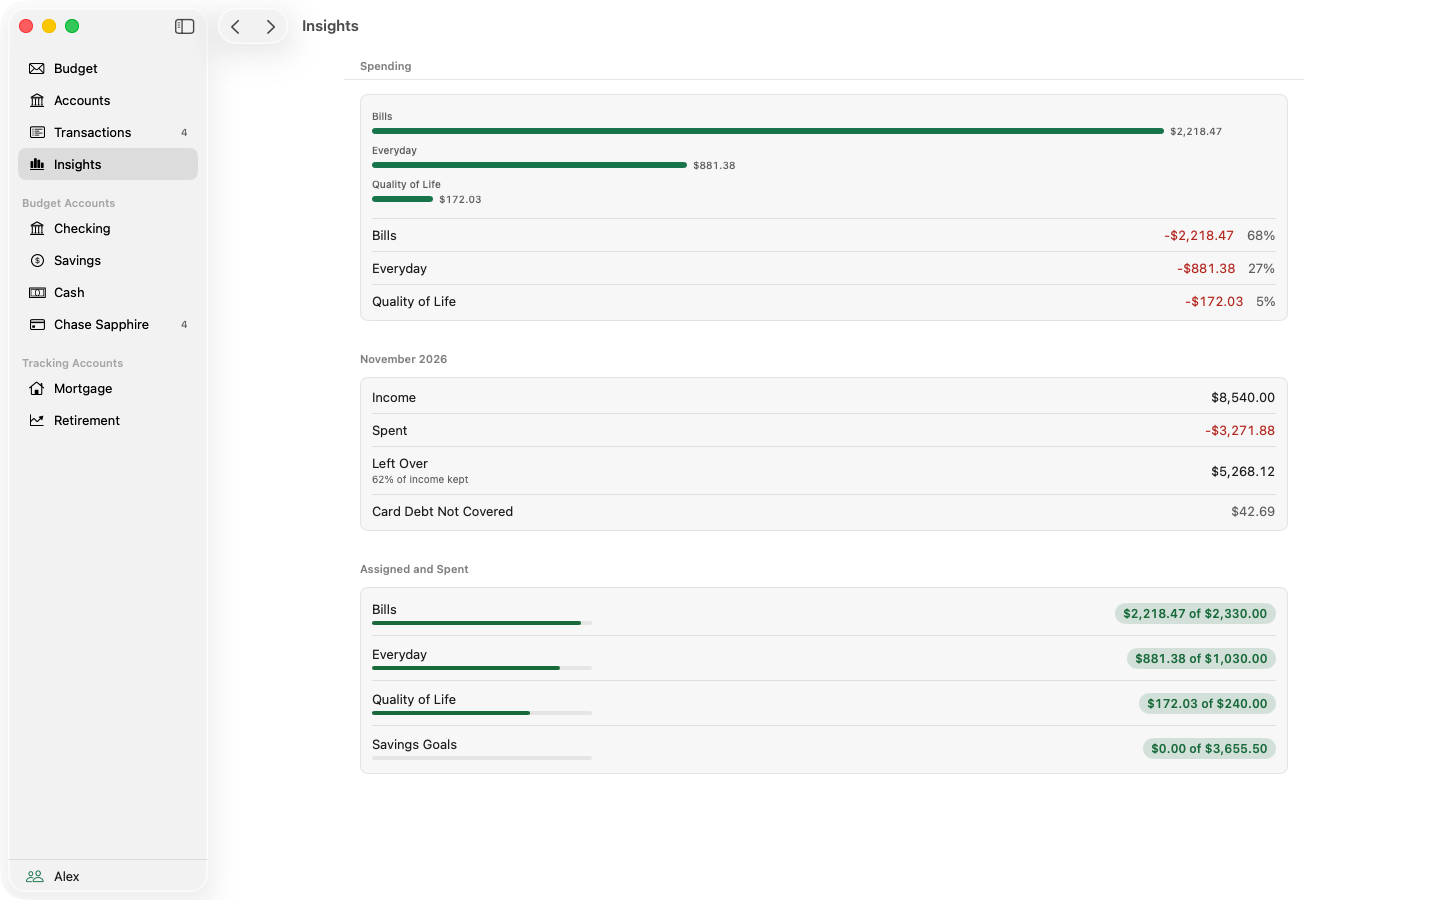 Insights
Budget
Accounts
Transactions 4
Insights
Budget Accounts
Checking
Savings
Cash
Chase Sapphire 4
Tracking Accounts
Mortgage
Retirement
Alex
Spending
Bills
$2,218.47
Everyday
$881.38
Quality of Life
$172.03
Bills -$2,218.47 68%
Everyday -$881.38 27%
Quality of Life -$172.03 5%
November 2026
Income $8,540.00
Spent -$3,271.88
Left Over $5,268.12
62% of income kept
Card Debt Not Covered $42.69
Assigned and Spent
Bills $2,218.47 of $2,330.00
Everyday $881.38 of $1,030.00
Quality of Life $172.03 of $240.00
Savings Goals $0.00 of $3,655.50